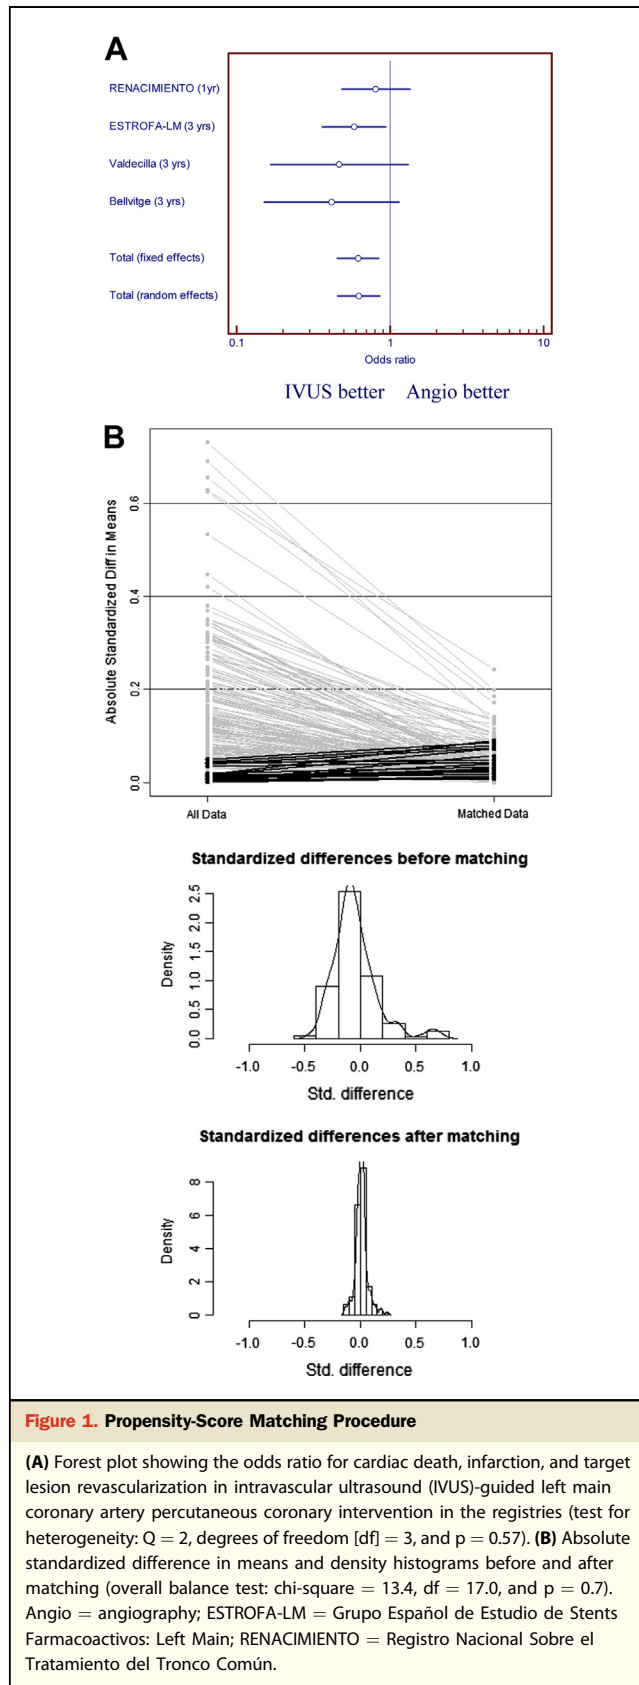 A
RENACIMIENTO (1yr)
ESTROFA-LM (3 yrs)
Valdecilla (3 yrs)
Bellvitge (3 yrs)
Total (fixed effects)
Total (random effects)
0.1
1
10
Odds ratio
IVUS better
Angio better
B
Absolute Standardized Diff in Means
0.6
0.4
0.2
0.0
All Data
Matched Data
Standardized differences before matching
Density
2.5
2.0
1.5
1.0
0.5
0.0
-1.0
-0.5
0.0
0.5
1.0
Std. difference
Standardized differences after matching
Density
8
6
4
2
0
-1.0
-0.5
0.0
0.5
1.0
Std. difference
Figure 1. Propensity-Score Matching Procedure
(A) Forest plot showing the odds ratio for cardiac death, infarction, and target
lesion revascularization in intravascular ultrasound (IVUS)-guided left main
coronary artery percutaneous coronary intervention in the registries (test for
heterogeneity: Q = 2, degrees of freedom [df] = 3, and p = 0.57). (B) Absolute
standardized difference in means and density histograms before and after
matching (overall balance test: chi-square = 13.4, df = 17.0, and p = 0.7).
Angio = angiography; ESTROFA-LM = Grupo Español de Estudio de Stents
Farmacoactivos: Left Main; RENACIMIENTO = Registro Nacional Sobre el
Tratamiento del Tronco Común.